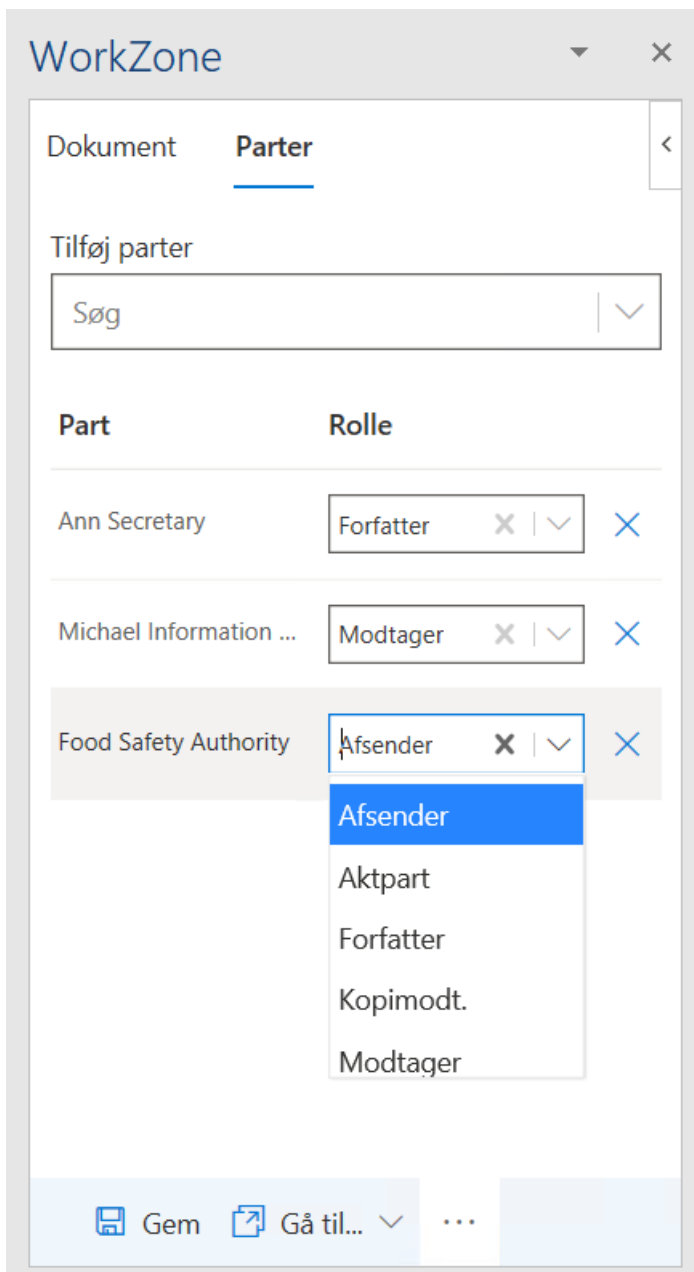 WorkZone
Dokument Parter
Tilføj parter
Søg
Part Rolle
Ann Secretary Forfatter
Michael Information ... Modtager
Food Safety Authority Afsender
Afsender
Aktpart
Forfatter
Kopimodt.
Modtager
Gem Gå til... ...